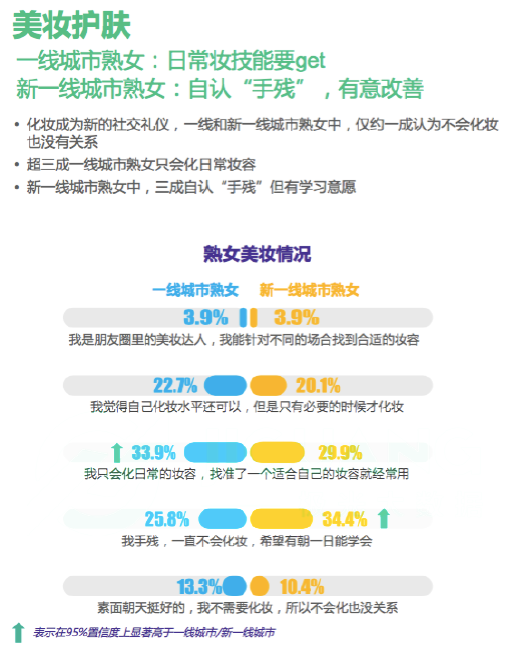 美妆护肤
一线城市熟女：日常妆技能要get
新一线城市熟女：自认“手残”，有意改善
• 化妆成为新的社交礼仪，一线和新一线城市熟女中，仅约一成认为不会化妆
也没有关系
• 超三成一线城市熟女只会化日常妆容
• 新一线城市熟女中，三成自认“手残”但有学习意愿
熟女美妆情况
一线城市熟女 新一线城市熟女
3.9% 3.9%
我是朋友圈里的美妆达人，我能针对不同的场合找到合适的妆容
22.7% 20.1%
我觉得自己化妆水平还可以，但是只有必要的时候才化妆
33.9% 29.9%
我只会化日常的妆容，找准了一个适合自己的妆容就经常用
25.8% 34.4%
我手残，一直不会化妆，希望有朝一日能学会
13.3% 10.4%
素面朝天挺好的，我不需要化妆，所以不会化也没关系
表示在95%置信度上显著高于一线城市/新一线城市